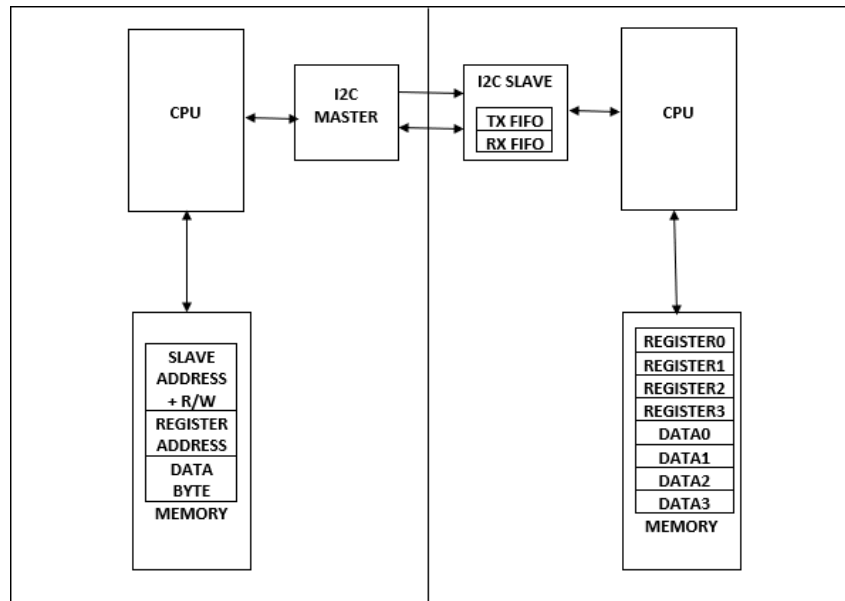 CPU
I2C
MASTER
I2C SLAVE
TX FIFO
RX FIFO
CPU
SLAVE
ADDRESS
+ R/W
REGISTER
ADDRESS
DATA
BYTE
MEMORY
REGISTER0
REGISTER1
REGISTER2
REGISTER3
DATA0
DATA1
DATA2
DATA3
MEMORY